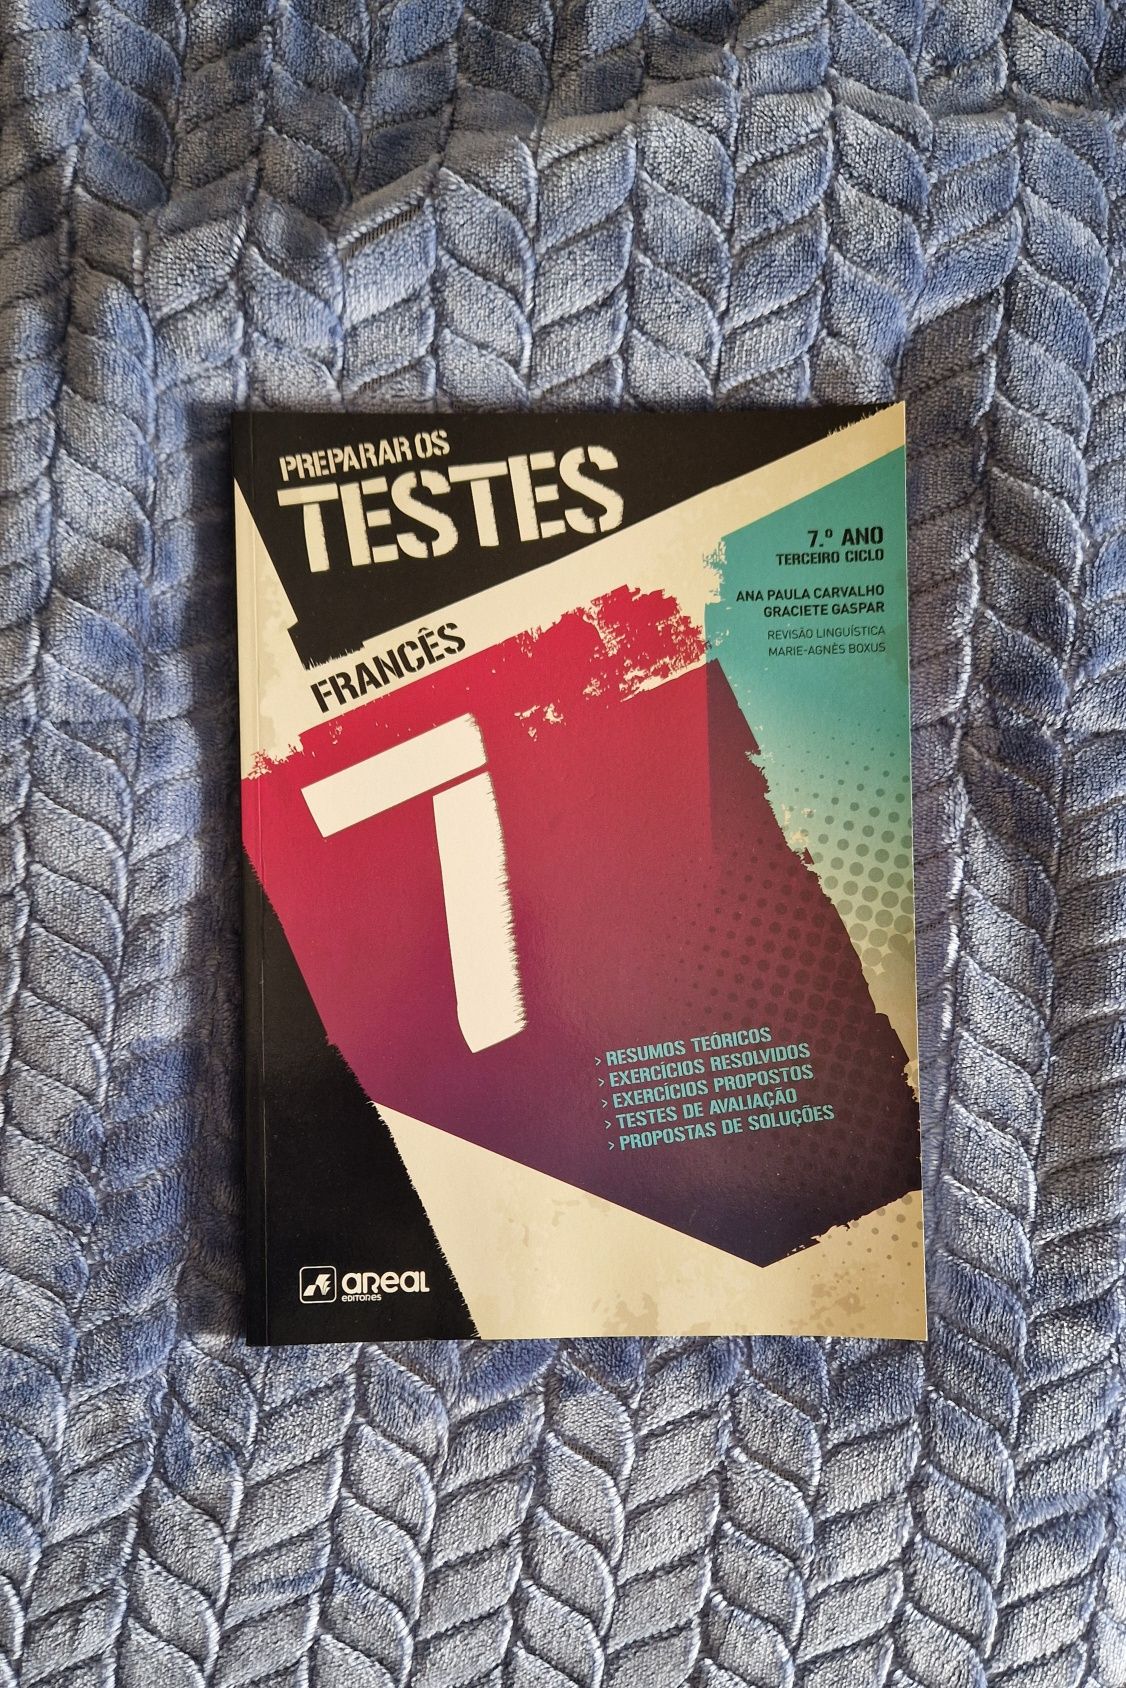 PREPARAR OS
TESTES
7.º ANO
TERCEIRO CICLO
ANA PAULA CARVALHO
GRACIETE GASPAR
REVISÃO LINGUÍSTICA
MARIE-AGNÈS BOXUS
FRANCÊS
7
> RESUMOS TEÓRICOS
> EXERCÍCIOS RESOLVIDOS
> EXERCÍCIOS PROPOSTOS
> TESTES DE AVALIAÇÃO
> PROPOSTAS DE SOLUÇÕES
areal
EDITORES